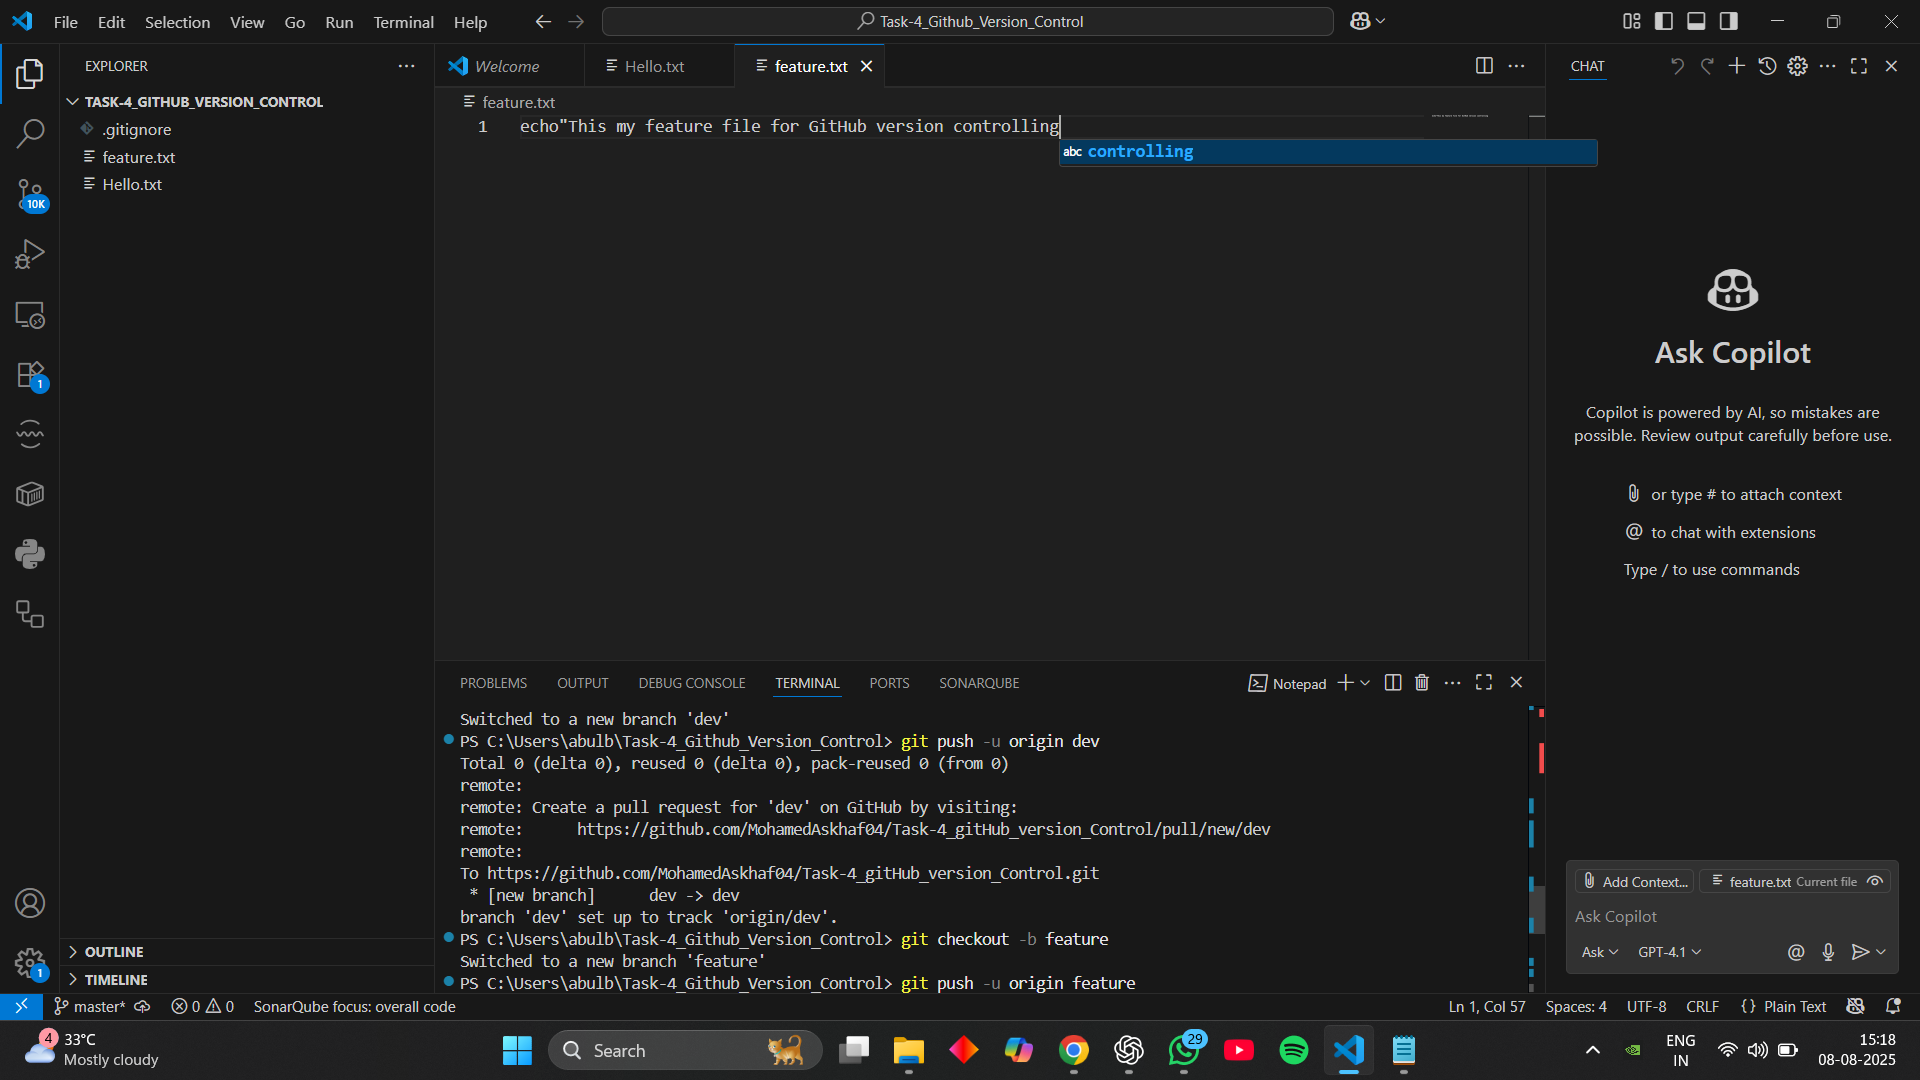 File Edit Selection View Go Run Terminal Help
Task-4_Github_Version_Control
EXPLORER
TASK-4_GITHUB_VERSION_CONTROL
.gitignore
feature.txt
Hello.txt
10K
1
OUTLINE
TIMELINE
1
Welcome
Hello.txt
feature.txt
feature.txt
1 echo"This my feature file for GitHub version controlling
abc controlling
PROBLEMS OUTPUT DEBUG CONSOLE TERMINAL PORTS SONARQUBE
Notepad
Switched to a new branch 'dev'
PS C:\Users\abulb\Task-4_Github_Version_Control> git push -u origin dev
Total 0 (delta 0), reused 0 (delta 0), pack-reused 0 (from 0)
remote:
remote: Create a pull request for 'dev' on GitHub by visiting:
remote:      https://github.com/MohamedAskhaf04/Task-4_gitHub_version_Control/pull/new/dev
remote:
To https://github.com/MohamedAskhaf04/Task-4_gitHub_version_Control.git
 * [new branch]      dev -> dev
branch 'dev' set up to track 'origin/dev'.
PS C:\Users\abulb\Task-4_Github_Version_Control> git checkout -b feature
Switched to a new branch 'feature'
PS C:\Users\abulb\Task-4_Github_Version_Control> git push -u origin feature
CHAT
Ask Copilot
Copilot is powered by AI, so mistakes are
possible. Review output carefully before use.
or type # to attach context
@ to chat with extensions
Type / to use commands
Add Context...
feature.txt Current file
Ask Copilot
Ask
GPT-4.1
master*
0 0
SonarQube focus: overall code
Ln 1, Col 57
Spaces: 4
UTF-8
CRLF
{} Plain Text
4
33°C
Mostly cloudy
Search
29
ENG
IN
15:18
08-08-2025